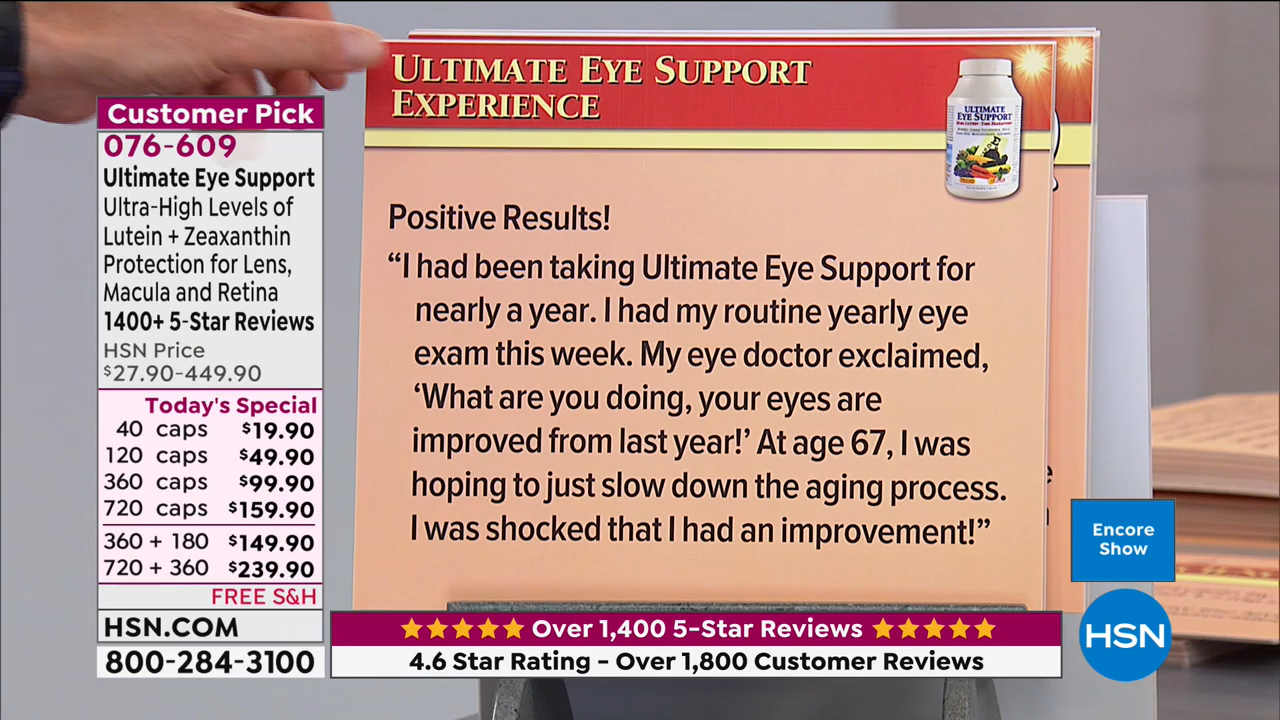 Customer Pick
076-609
Ultimate Eye Support
Ultra-High Levels of
Lutein + Zeaxanthin
Protection for Lens,
Macula and Retina
1400+ 5-Star Reviews
HSN Price
$27.90-449.90
Today's Special
40 caps $19.90
120 caps $49.90
360 caps $99.90
720 caps $159.90
360 + 180 $149.90
720 + 360 $239.90
FREE S&H
HSN.COM
800-284-3100
ULTIMATE EYE SUPPORT
EXPERIENCE
ULTIMATE
EYE SUPPORT
Positive Results!
“I had been taking Ultimate Eye Support for
nearly a year. I had my routine yearly eye
exam this week. My eye doctor exclaimed,
‘What are you doing, your eyes are
improved from last year!’ At age 67, I was
hoping to just slow down the aging process.
I was shocked that I had an improvement!”
Encore
Show
HSN
Over 1,400 5-Star Reviews
4.6 Star Rating – Over 1,800 Customer Reviews